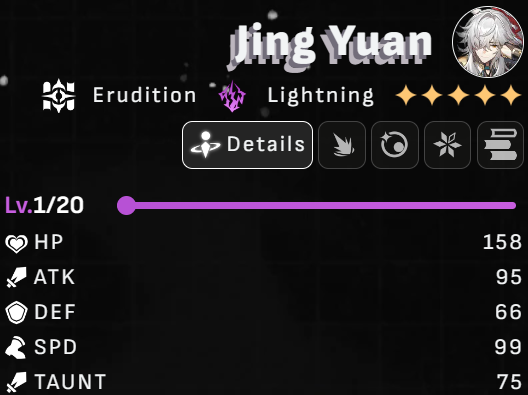 Jing Yuan
Erudition Lightning
Details
Lv.1/20
HP 158
ATK 95
DEF 66
SPD 99
TAUNT 75